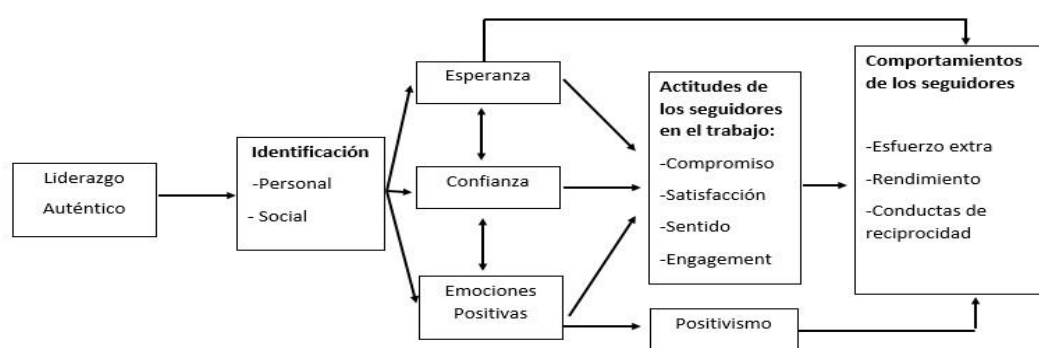 Liderazgo
Auténtico
Identificación
-Personal
- Social
Esperanza
Confianza
Emociones
Positivas
Actitudes de
los seguidores
en el trabajo:
-Compromiso
-Satisfacción
-Sentido
-Engagement
Positivismo
Comportamientos
de los seguidores
-Esfuerzo extra
-Rendimiento
-Conductas de
reciprocidad